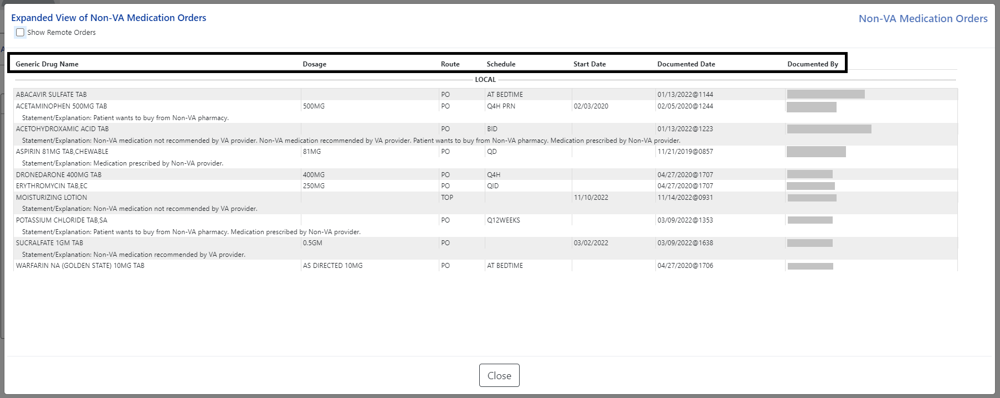 Expanded View of Non-VA Medication Orders
Non-VA Medication Orders
Show Remote Orders
Generic Drug Name Dosage Route Schedule Start Date Documented Date Documented By
LOCAL
ABACAVIR SULFATE TAB PO AT BEDTIME 01/13/2022@1144
ACETAMINOPHEN 500MG TAB 500MG PO Q4H PRN 02/03/2020 02/05/2020@1244
Statement/Explanation: Patient wants to buy from Non-VA pharmacy.
ACETOHYDROXAMIC ACID TAB PO BID 01/13/2022@1223
Statement/Explanation: Non-VA medication not recommended by VA provider. Non-VA medication recommended by VA provider. Patient wants to buy from Non-VA pharmacy. Medication prescribed by Non-VA provider.
ASPIRIN 81MG TAB,CHEWABLE 81MG PO QD 11/21/2019@0857
Statement/Explanation: Medication prescribed by Non-VA provider.
DRONEDARONE 400MG TAB 400MG PO Q4H 04/27/2020@1707
ERYTHROMYCIN TAB,EC 250MG PO QID 04/27/2020@1707
MOISTURIZING LOTION TOP 11/10/2022 11/14/2022@0931
Statement/Explanation: Non-VA medication not recommended by VA provider.
POTASSIUM CHLORIDE TAB,SA PO Q12WEEKS 03/09/2022@1353
Statement/Explanation: Patient wants to buy from Non-VA pharmacy. Medication prescribed by Non-VA provider.
SUCRALFATE 1GM TAB 0.5GM PO 03/02/2022 03/09/2022@1638
Statement/Explanation: Non-VA medication recommended by VA provider.
WARFARIN NA (GOLDEN STATE) 10MG TAB AS DIRECTED 10MG PO AT BEDTIME 04/27/2020@1706
Close